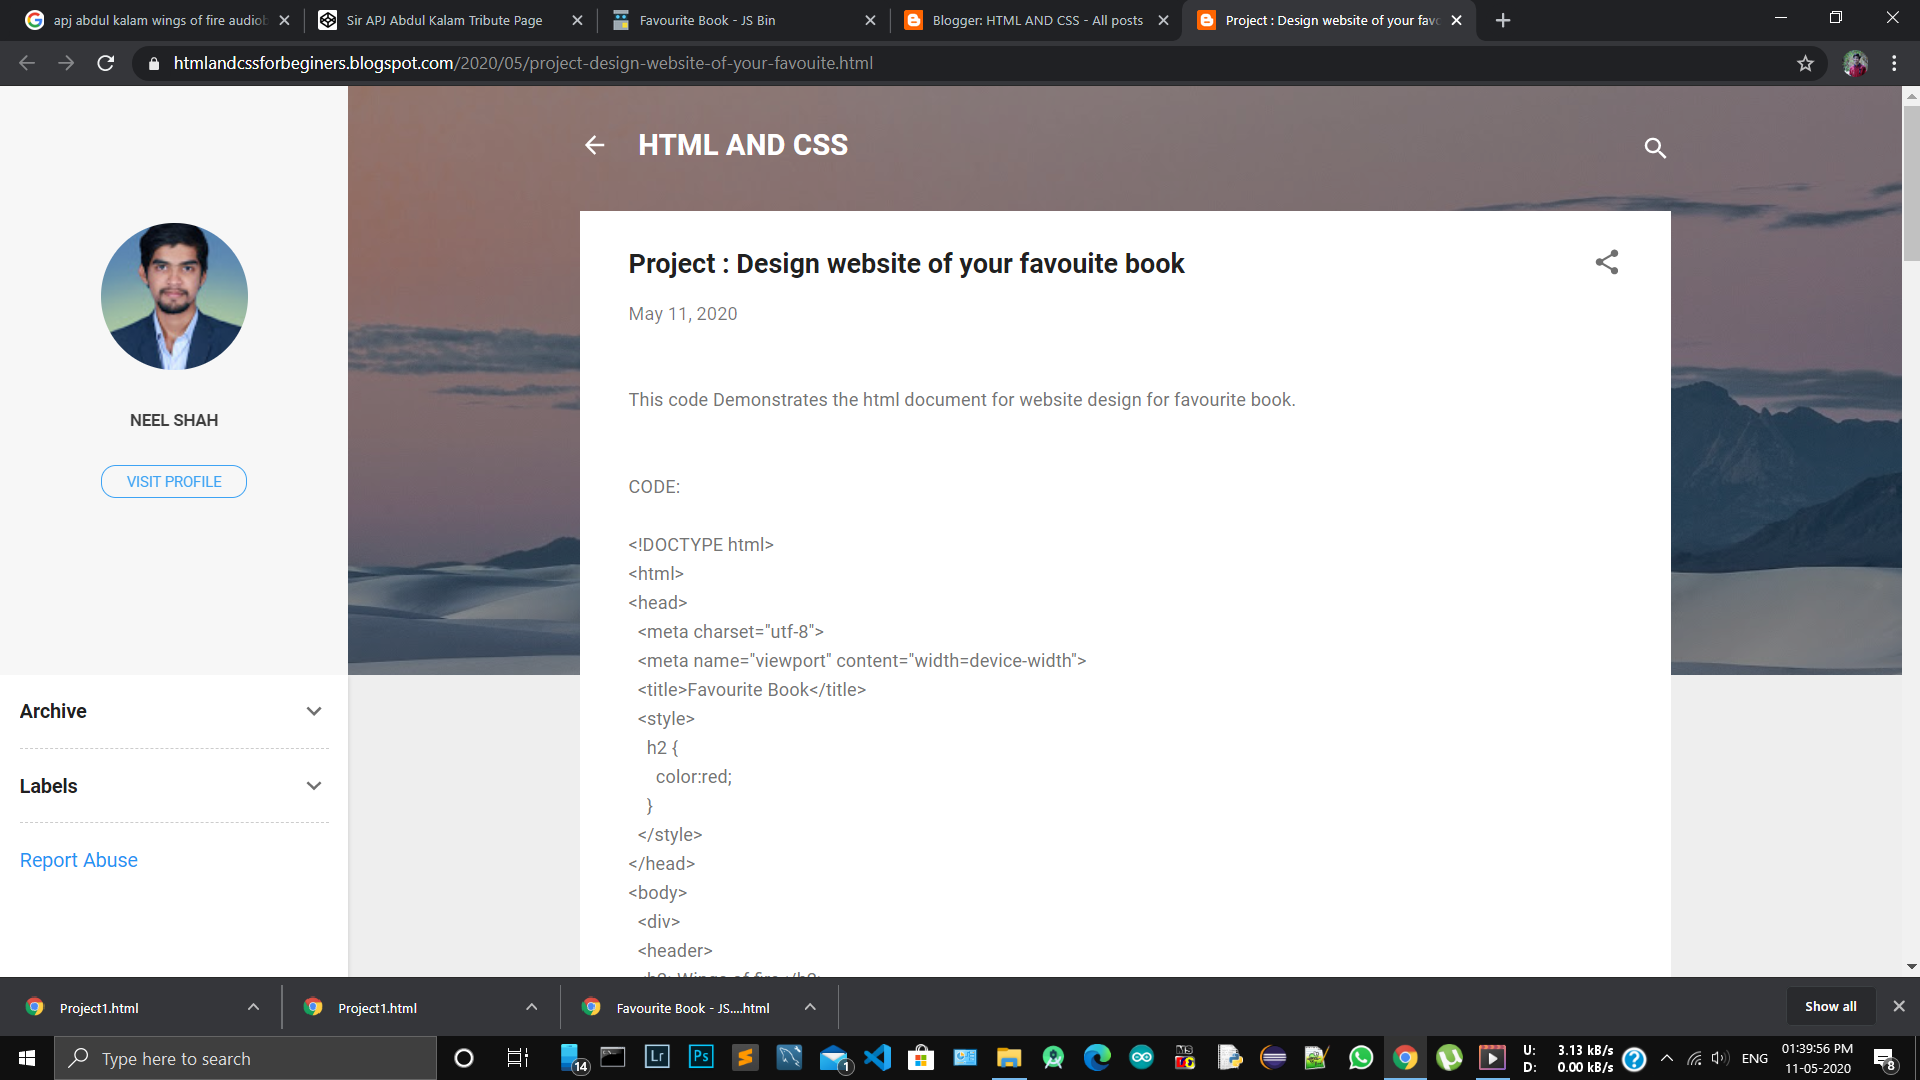 apj abdul kalam wings of fire audiob
Sir APJ Abdul Kalam Tribute Page
Favourite Book - JS Bin
Blogger: HTML AND CSS - All posts
Project : Design website of your favo
htmlandcssforbeginers.blogspot.com/2020/05/project-design-website-of-your-favouite.html
HTML AND CSS
NEEL SHAH
VISIT PROFILE
Archive
Labels
Report Abuse
Project : Design website of your favouite book
May 11, 2020
This code Demonstrates the html document for website design for favourite book.
CODE:
<!DOCTYPE html>
<html>
<head>
<meta charset="utf-8">
<meta name="viewport" content="width=device-width">
<title>Favourite Book</title>
<style>
h2 {
color:red;
}
</style>
</head>
<body>
<div>
<header>
<h2> Wings of fire </h2>
Project1.html
Project1.html
Favourite Book - JS....html
Show all
Type here to search
14
Lr
Ps
1
U: 3.13 kB/s
D: 0.00 kB/s
ENG
01:39:56 PM
11-05-2020
8